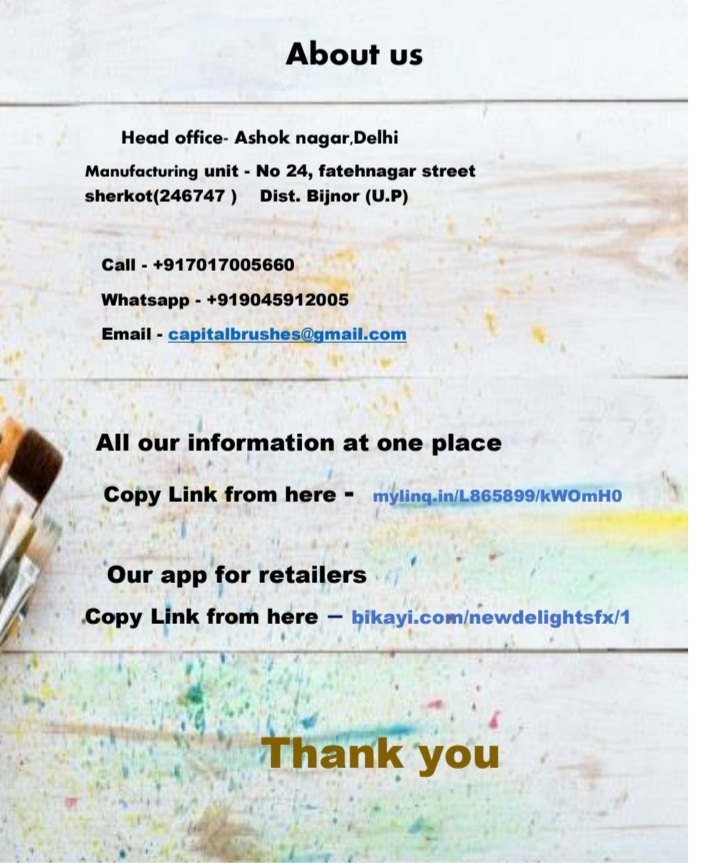 About us
Head office- Ashok nagar,Delhi
Manufacturing unit - No 24, fatehnagar street
sherkot(246747 ) Dist. Bijnor (U.P)
Call - +917017005660
Whatsapp - +919045912005
Email - capitalbrushes@gmail.com
All our information at one place
Copy Link from here - mylinq.in/L865899/kWOmH0
Our app for retailers
Copy Link from here – bikayi.com/newdelightsfx/1
Thank you